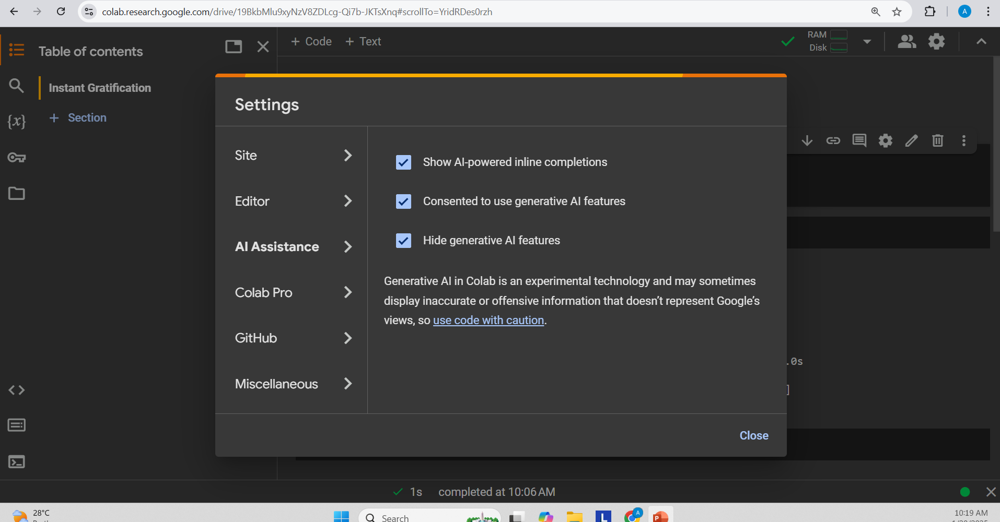 colab.research.google.com/drive/19BkbMlu9xyNzV8ZDLcg-Qi7b-JKTsXnq#scrollTo=YridRDes0rzh
A
Table of contents
+ Code + Text
RAM
Disk
Instant Gratification
{x}
+ Section
Settings
Site
Editor
AI Assistance
Colab Pro
GitHub
Miscellaneous
Show AI-powered inline completions
Consented to use generative AI features
Hide generative AI features
Generative AI in Colab is an experimental technology and may sometimes
display inaccurate or offensive information that doesn’t represent Google’s
views, so use code with caution.
.0s
]
Close
1s completed at 10:06 AM
28°C
Search
L
A
P
10:19 AM